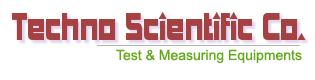 Techno Scientific Co.
Test & Measuring Equipments